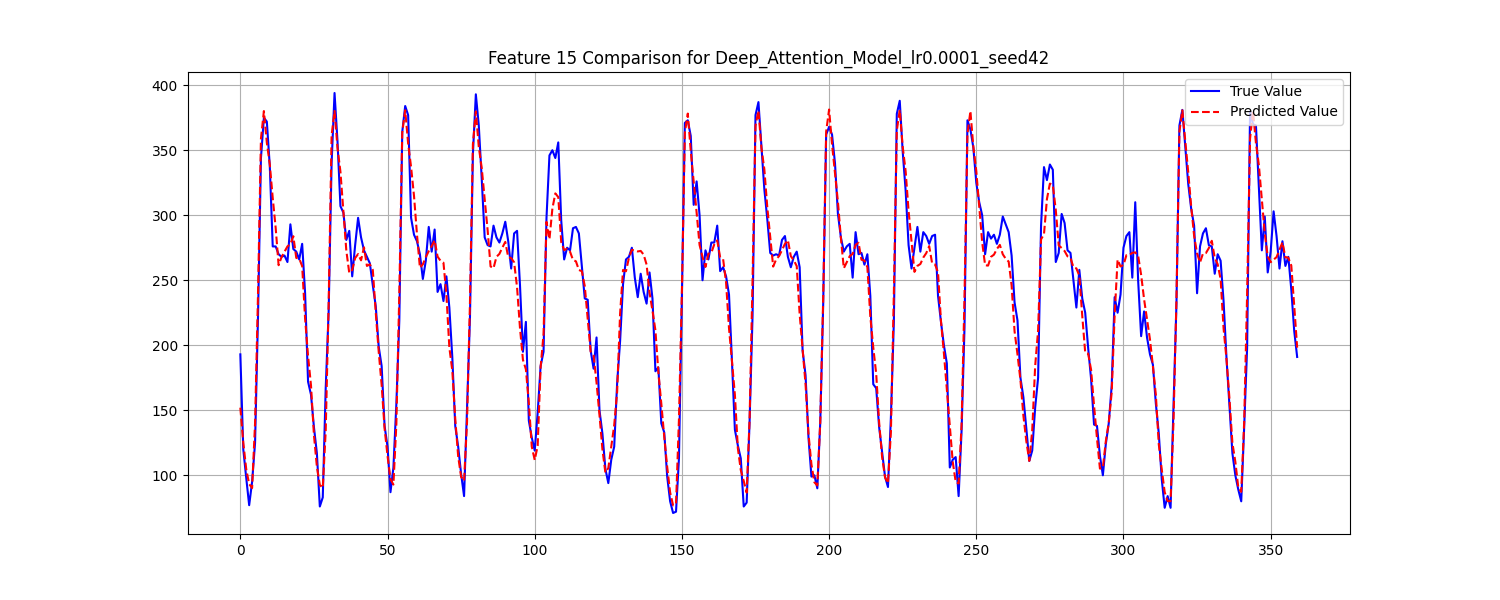 Feature 15 Comparison for Deep_Attention_Model_lr0.0001_seed42
True Value
Predicted Value
400
350
300
250
200
150
100
0 50 100 150 200 250 300 350